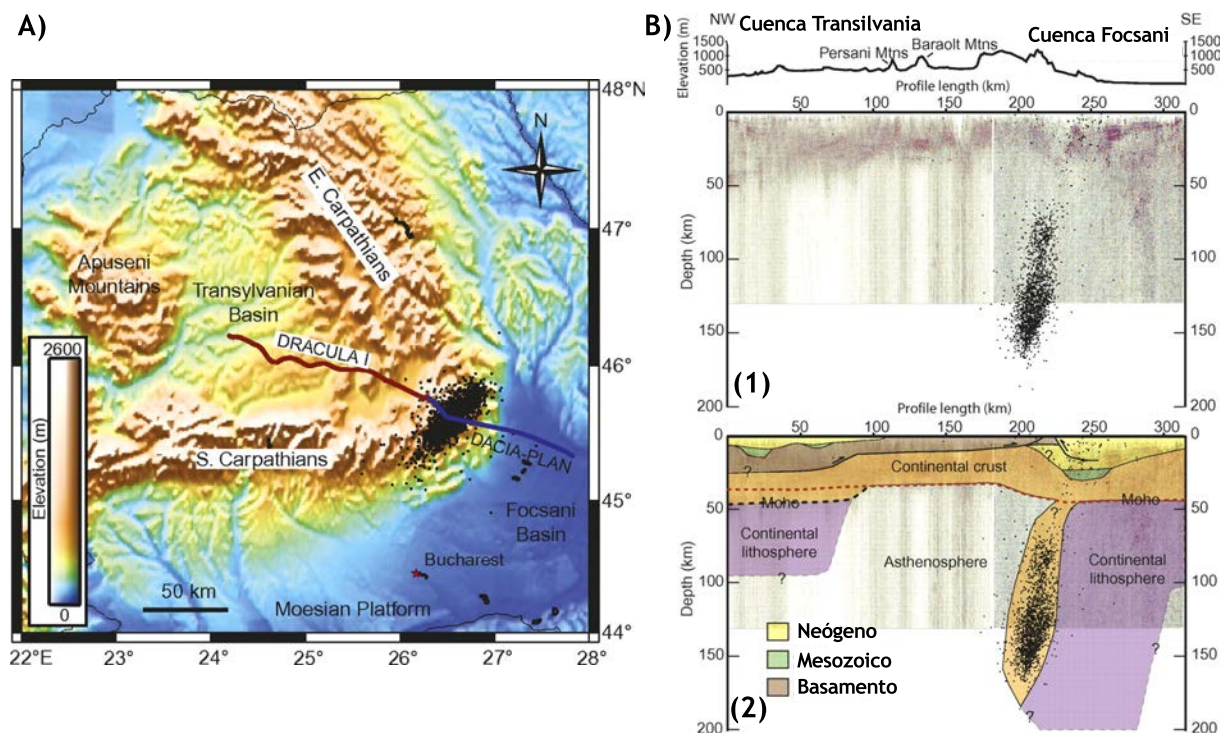 A)
48°N
N
E. Carpathians
47°
Apuseni
Mountains
Transylvanian
Basin
DRACULA I
46°
2600
Elevation (m)
0
DACIA-PLAN
S. Carpathians
45°
Focsani
Basin
Bucharest
50 km
Moesian Platform
44°
22°E 23° 24° 25° 26° 27° 28°
B)
NW Cuenca Transilvania Cuenca Focsani SE
Persani Mtns Baraolt Mtns
Elevation (m)
1500 1500
1000 1000
500 500
Profile length (km)
50 100 150 200 250 300
0 0
50 50
Depth (km)
100 100
150 150
200 200
(1)
Profile length (km)
50 100 150 200 250 300
0 0
?
?
Continental crust
Moho Moho
50 50
?
?
Continental
lithosphere
Asthenosphere
Continental
lithosphere
Depth (km)
?
100 100
?
Neógeno
Mesozoico
Basamento
150 150
?
?
200 200
(2)